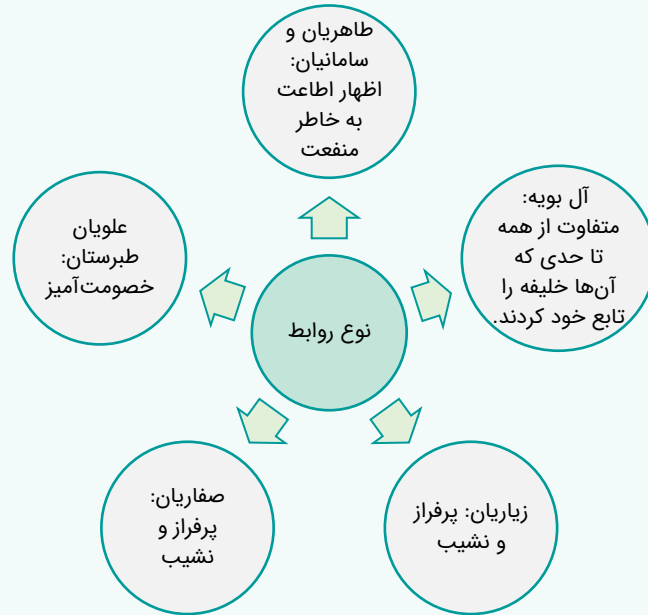 طاهریان و
سامانیان:
اظهار اطاعت
به خاطر
منفعت
آل بویه:
متفاوت از همه
تا حدی که
آن‌ها خلیفه را
تابع خود کردند.
علویان
طبرستان:
خصومت‌آمیز
نوع روابط
زیاریان: پرفراز
و نشیب
صفاریان:
پرفراز و
نشیب